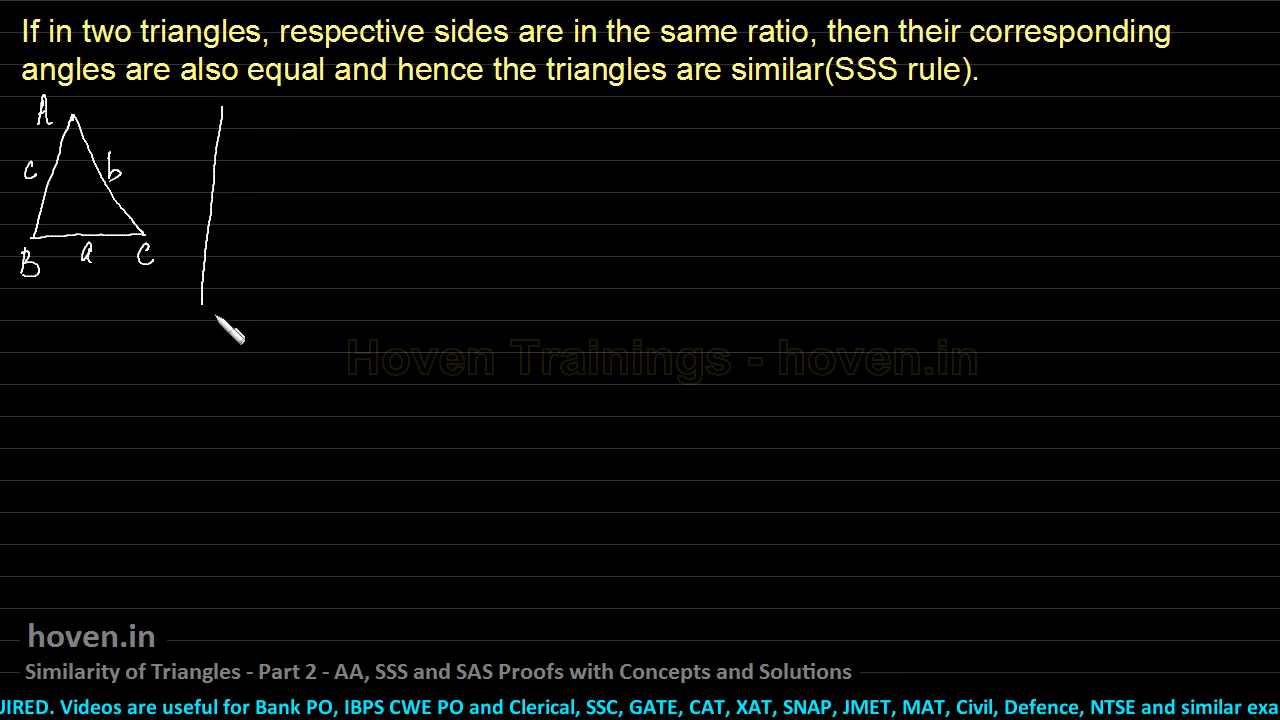 If in two triangles, respective sides are in the same ratio, then their corresponding
angles are also equal and hence the triangles are similar(SSS rule).
A
c
b
B
a
C
Hoven Trainings - hoven.in
hoven.in
Similarity of Triangles - Part 2 - AA, SSS and SAS Proofs with Concepts and Solutions
UIRED. Videos are useful for Bank PO, IBPS CWE PO and Clerical, SSC, GATE, CAT, XAT, SNAP, JMET, MAT, Civil, Defence, NTSE and similar exa